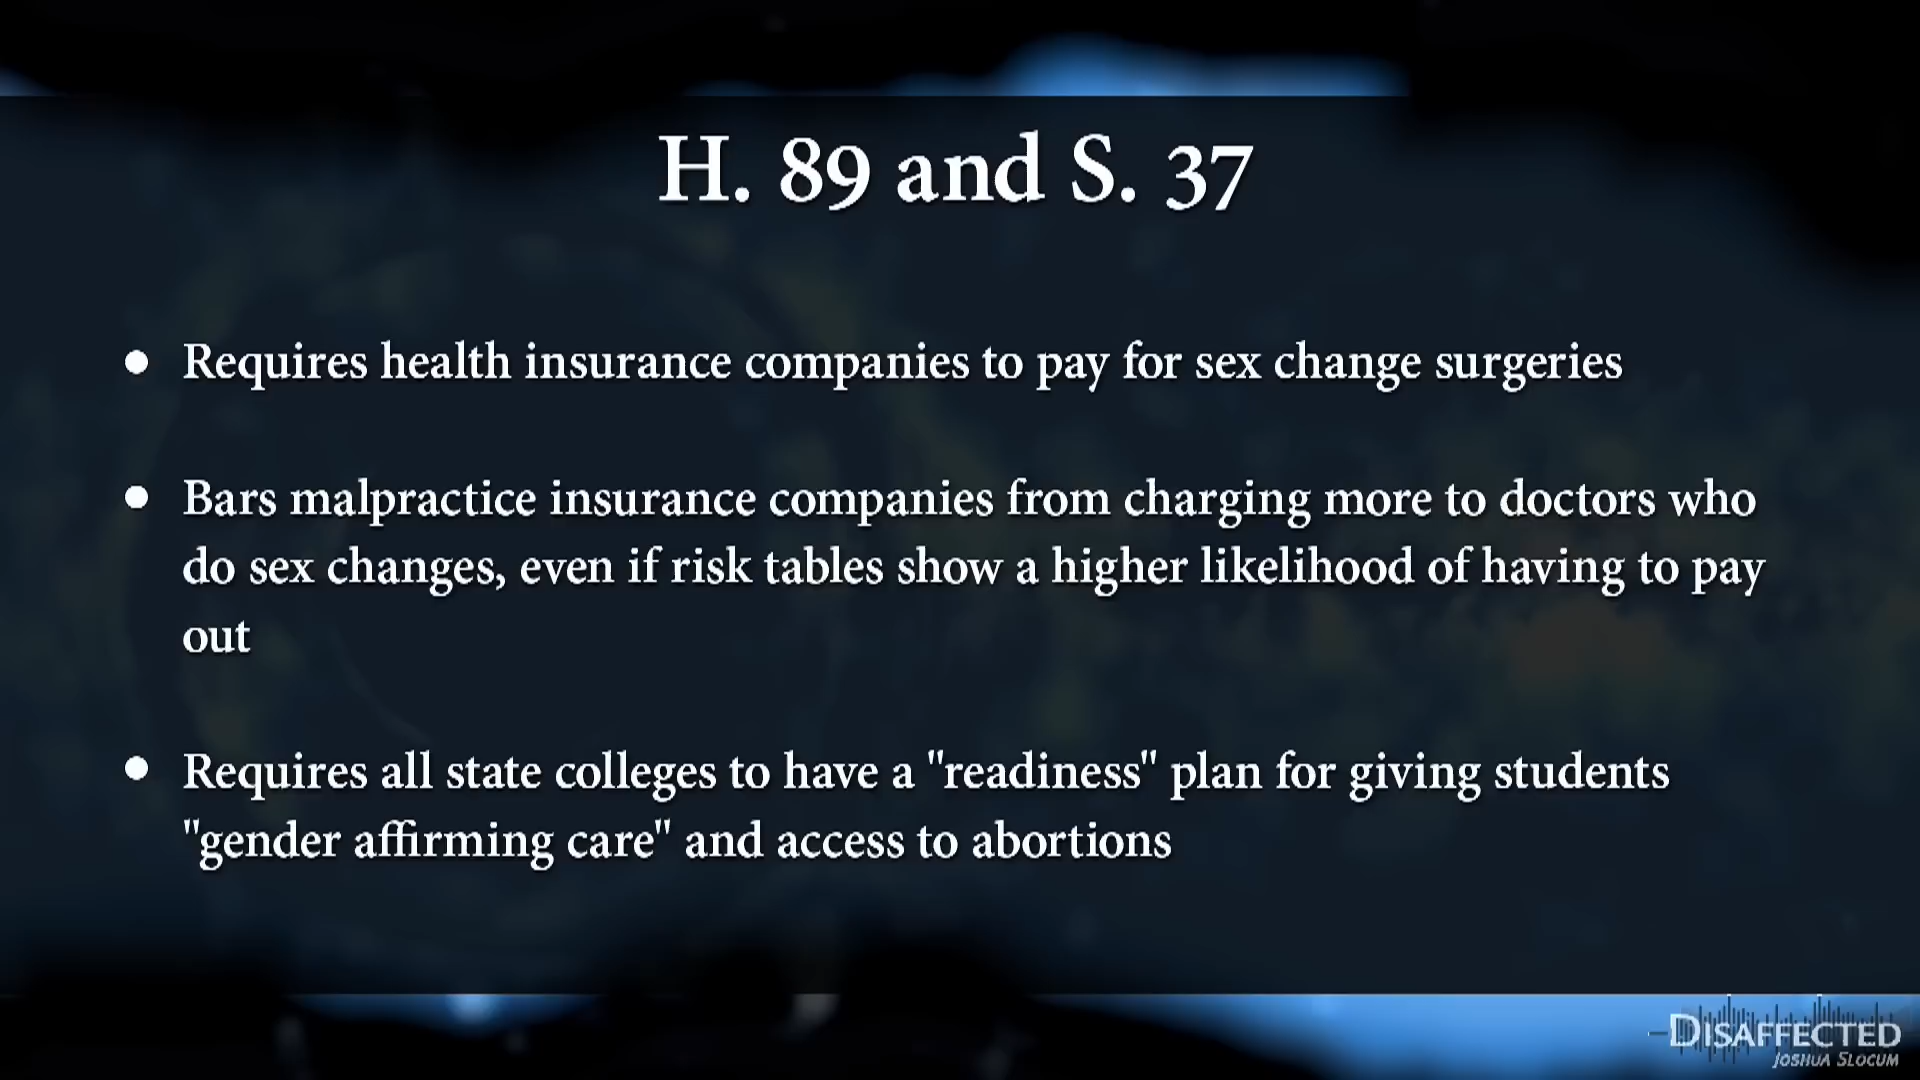 H. 89 and S. 37
● Requires health insurance companies to pay for sex change surgeries
● Bars malpractice insurance companies from charging more to doctors who
do sex changes, even if risk tables show a higher likelihood of having to pay
out
● Requires all state colleges to have a "readiness" plan for giving students
"gender affirming care" and access to abortions
DISAFFECTED
JOSHUA SLOCUM